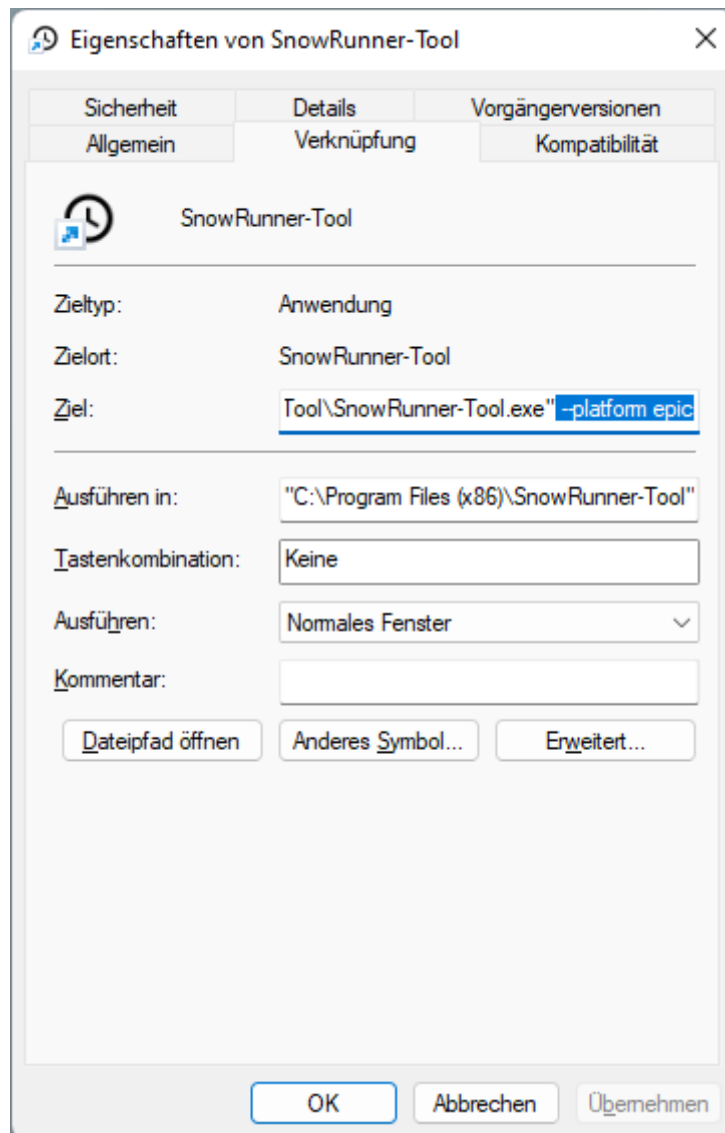 Eigenschaften von SnowRunner-Tool
Sicherheit Details Vorgängerversionen
Allgemein Verknüpfung Kompatibilität
SnowRunner-Tool
Zieltyp: Anwendung
Zielort: SnowRunner-Tool
Ziel: Tool\SnowRunner-Tool.exe" --platform epic
Ausführen in: "C:\Program Files (x86)\SnowRunner-Tool"
Tastenkombination: Keine
Ausführen: Normales Fenster
Kommentar:
Dateipfad öffnen Anderes Symbol... Erweitert...
OK Abbrechen Übernehmen